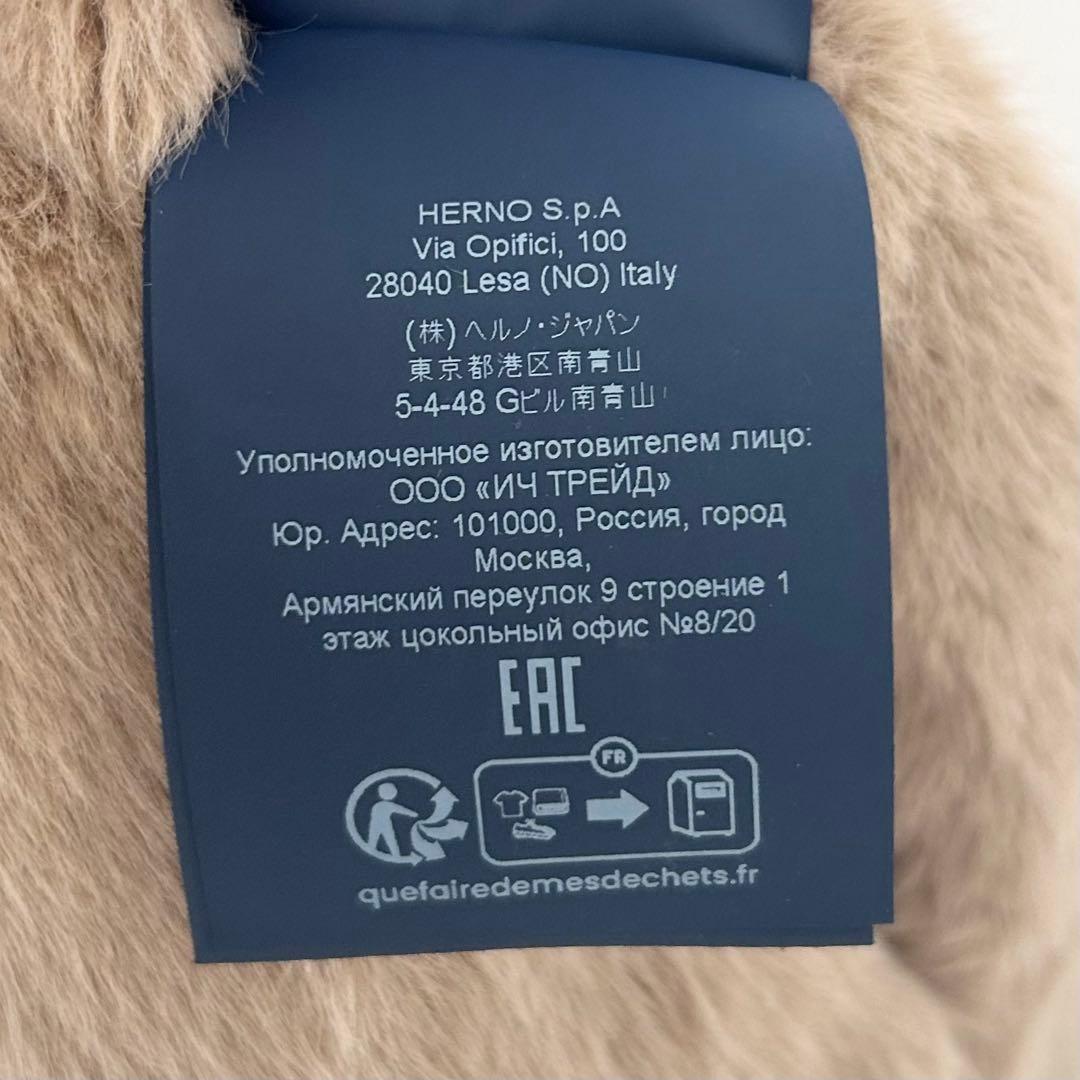 HERNO S.p.A
Via Opifici, 100
28040 Lesa (NO) Italy
(株) ヘルノ・ジャパン
東京都港区南青山
5-4-48 Gビル南青山
Уполномоченное изготовителем лицо:
ООО «ИЧ ТРЕЙД»
Юр. Адрес: 101000, Россия, город
Москва,
Армянский переулок 9 строение 1
этаж цокольный офис №8/20
EAC
FR
quefairedemesdechets.fr